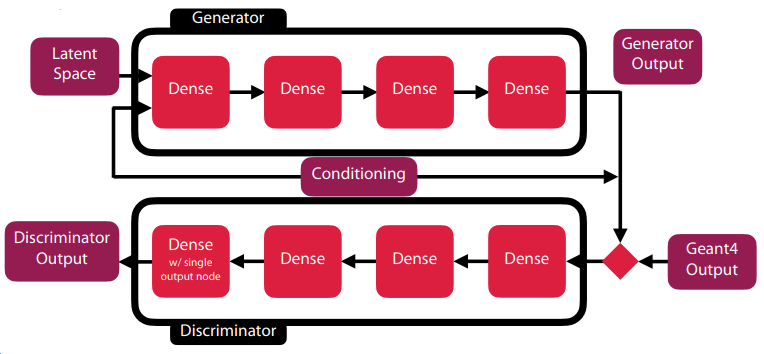 Generator
Latent
Space
Dense
Dense
Dense
Dense
Generator
Output
Conditioning
Discriminator
Output
Dense
w/ single
output node
Dense
Dense
Dense
Geant4
Output
Discriminator